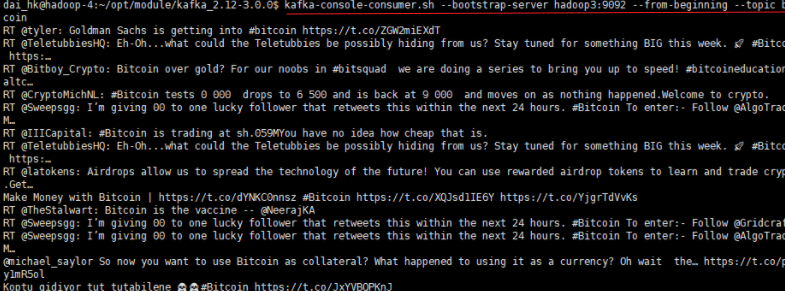 dai_hk@hadoop-4:~/opt/module/kafka_2.12-3.0.0$ kafka-console-consumer.sh --bootstrap-server hadoop3:9092 --from-beginning --topic b
coin
RT @tyler: Goldman Sachs is getting into #bitcoin https://t.co/ZGW2miEXdT
RT @TeletubbiesHQ: Eh-Oh...what could the Teletubbies be possibly hiding from us? Stay tuned for something BIG this week. 🚀 #Bitc
https:…
RT @Bitboy_Crypto: Bitcoin over gold? For our noobs in #bitsquad  we are doing a series to bring you up to speed! #bitcoineducation
altc…
RT @CryptoMichNL: #Bitcoin tests 0 000  drops to 6 500 and is back at 9 000  and moves on as nothing happened.Welcome to crypto.
RT @Sweepsgg: I’m giving 00 to one lucky follower that retweets this within the next 24 hours. #Bitcoin To enter:- Follow @AlgoTrad
M…
RT @IIICapital: #Bitcoin is trading at sh.059MYou have no idea how cheap that is.
RT @TeletubbiesHQ: Eh-Oh...what could the Teletubbies be possibly hiding from us? Stay tuned for something BIG this week. 🚀 #Bitc
https:…
RT @latokens: Airdrops allow us to spread the technology of the future! You can use rewarded airdrop tokens to learn and trade cryp
.Get…
Make Money with Bitcoin | https://t.co/dYNKC0nnsz #Bitcoin https://t.co/XQJsd1IE6Y https://t.co/YjgrTdVvKs
RT @TheStalwart: Bitcoin is the vaccine -- @NeerajKA
RT @Sweepsgg: I’m giving 00 to one lucky follower that retweets this within the next 24 hours. #Bitcoin To enter:- Follow @Gridcraf
RT @Sweepsgg: I’m giving 00 to one lucky follower that retweets this within the next 24 hours. #Bitcoin To enter:- Follow @AlgoTrad
M…
@michael_saylor So now you want to use Bitcoin as collateral? What happened to using it as a currency? Oh wait  the… https://t.co/p
y1mR5ol
Koptu gidiyor tut tutabilene 💀💀#Bitcoin https://t.co/JxYVBQPKnJ